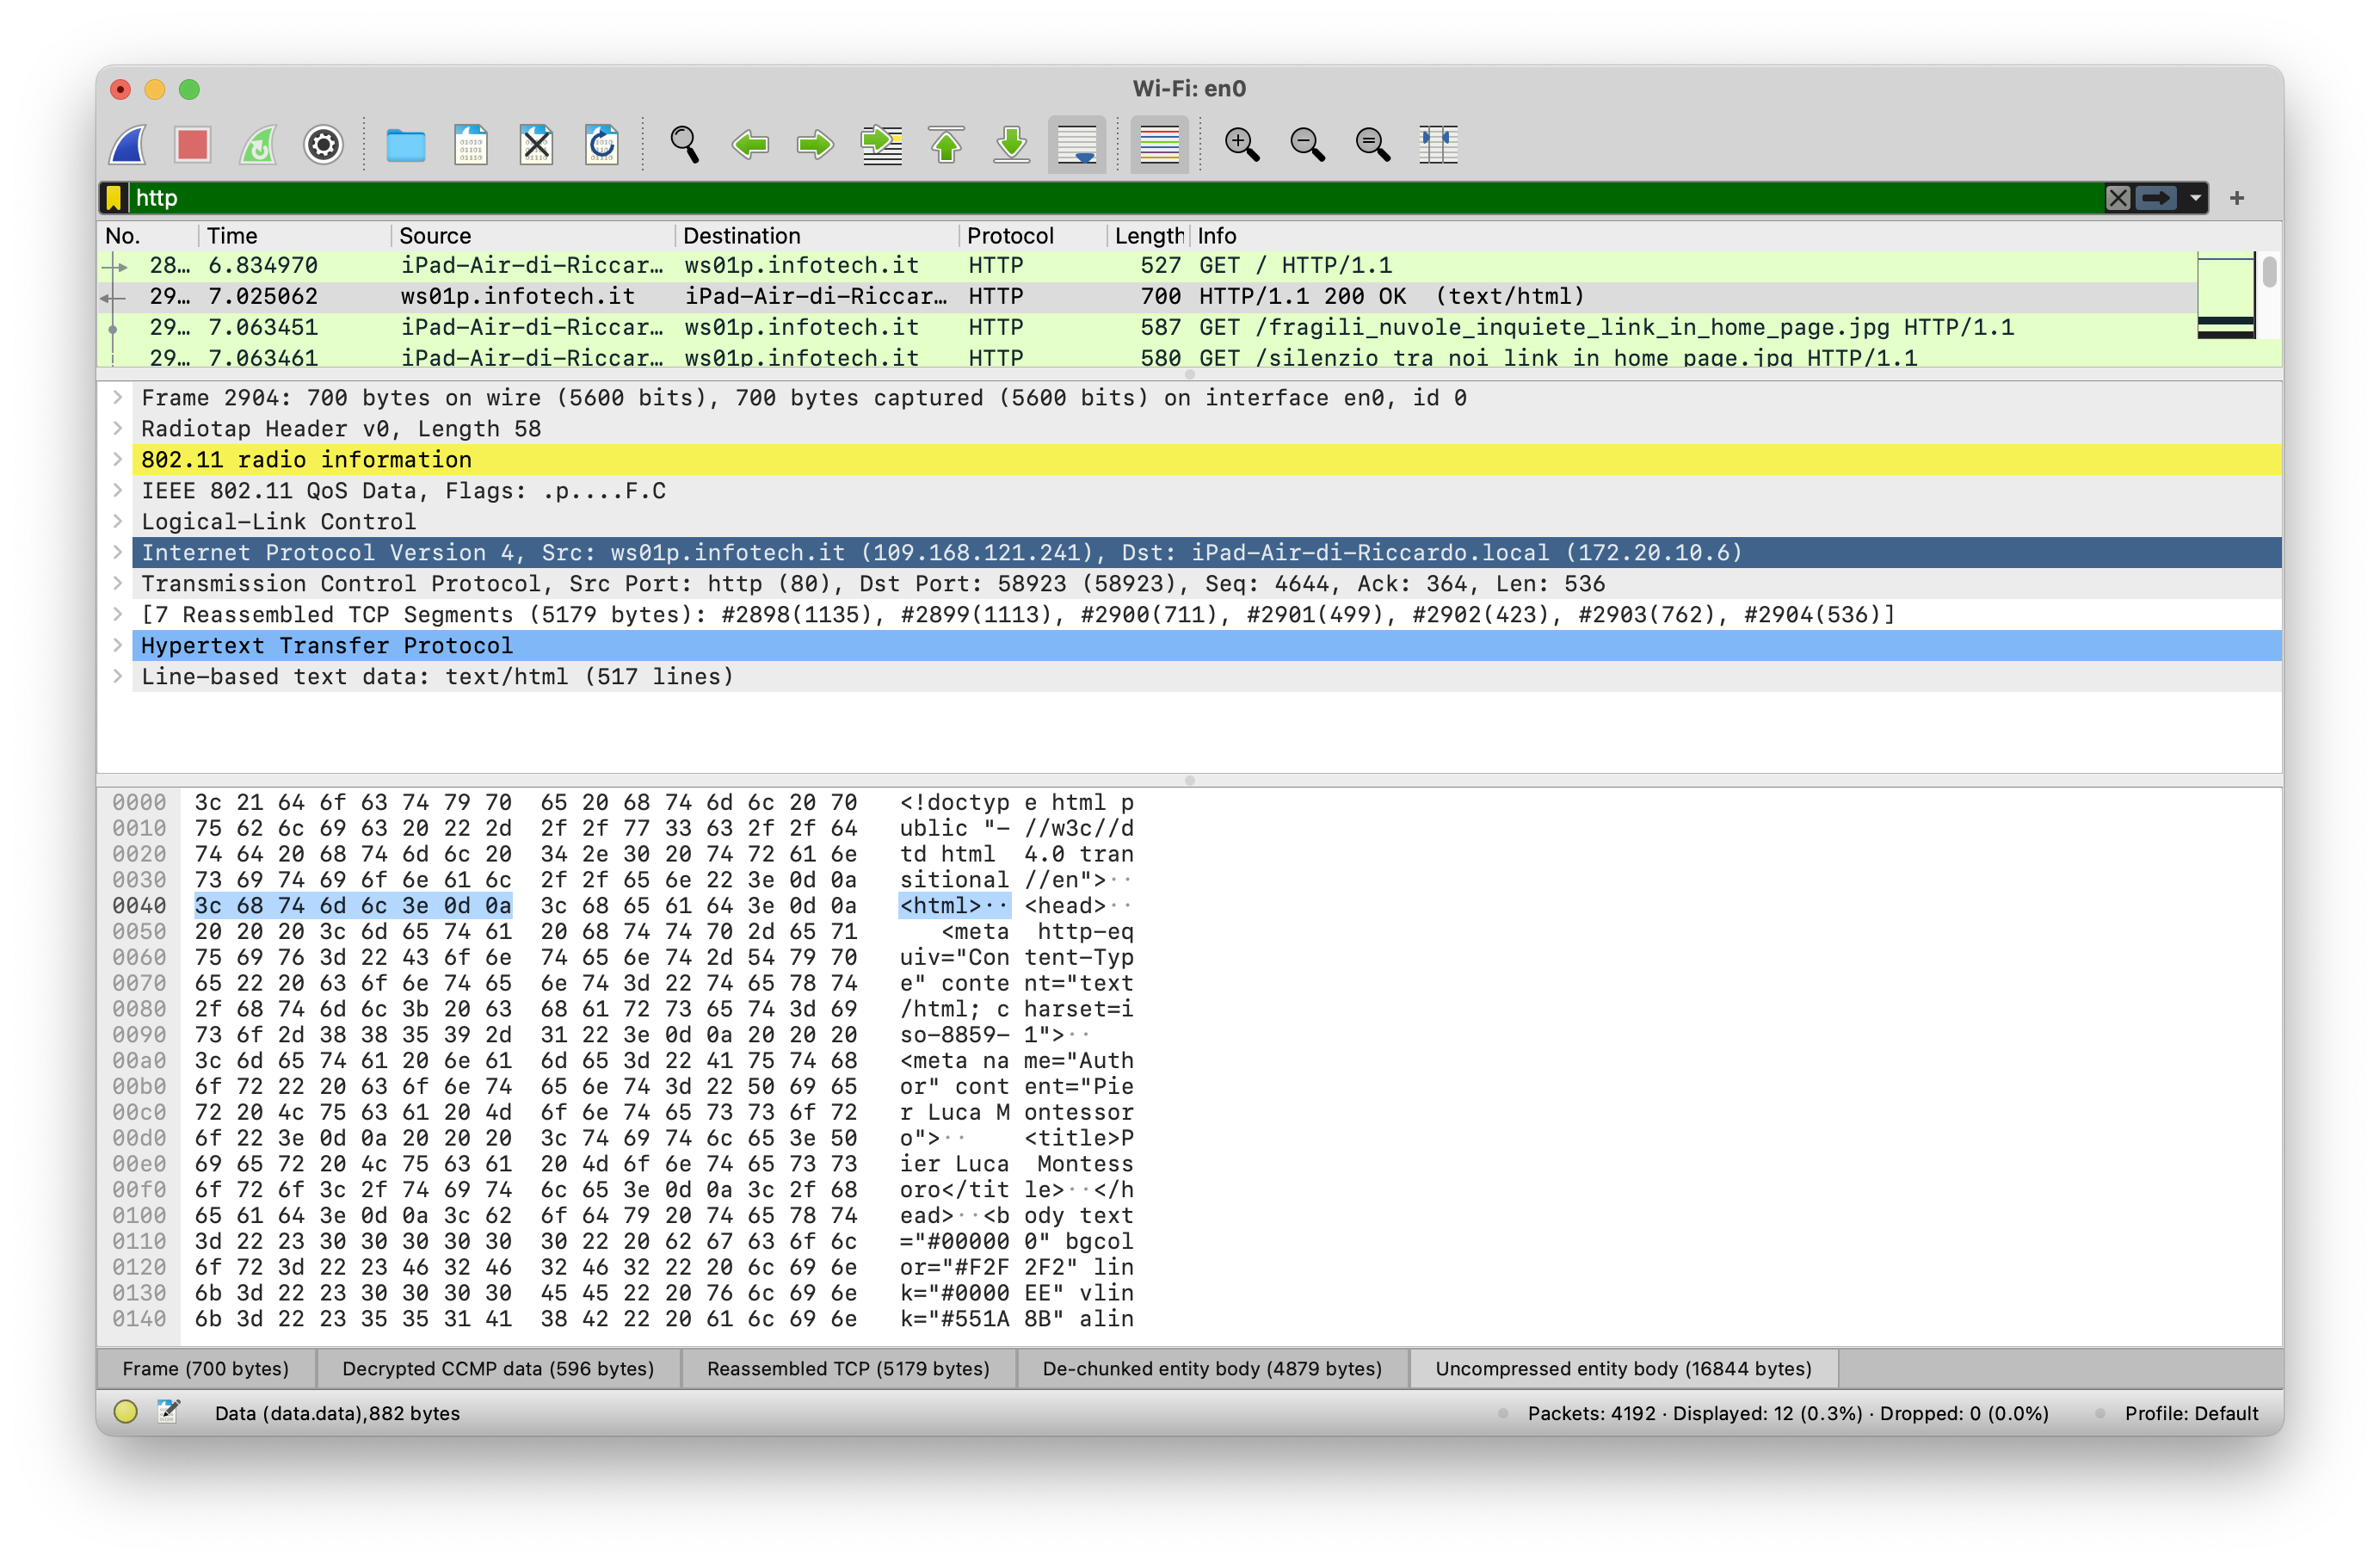 Wi-Fi: en0
http
No. Time Source Destination Protocol Length Info
28… 6.834970 iPad-Air-di-Riccar… ws01p.infotech.it HTTP 527 GET / HTTP/1.1
29… 7.025062 ws01p.infotech.it iPad-Air-di-Riccar… HTTP 700 HTTP/1.1 200 OK  (text/html)
29… 7.063451 iPad-Air-di-Riccar… ws01p.infotech.it HTTP 587 GET /fragili_nuvole_inquiete_link_in_home_page.jpg HTTP/1.1
29… 7.063461 iPad-Air-di-Riccar… ws01p.infotech.it HTTP 580 GET /silenzio_tra_noi_link_in_home_page.jpg HTTP/1.1
Frame 2904: 700 bytes on wire (5600 bits), 700 bytes captured (5600 bits) on interface en0, id 0
Radiotap Header v0, Length 58
802.11 radio information
IEEE 802.11 QoS Data, Flags: .p....F.C
Logical-Link Control
Internet Protocol Version 4, Src: ws01p.infotech.it (109.168.121.241), Dst: iPad-Air-di-Riccardo.local (172.20.10.6)
Transmission Control Protocol, Src Port: http (80), Dst Port: 58923 (58923), Seq: 4644, Ack: 364, Len: 536
[7 Reassembled TCP Segments (5179 bytes): #2898(1135), #2899(1113), #2900(711), #2901(499), #2902(423), #2903(762), #2904(536)]
Hypertext Transfer Protocol
Line-based text data: text/html (517 lines)
0000 3c 21 64 6f 63 74 79 70 65 20 68 74 6d 6c 20 70 <!doctyp e html p
0010 75 62 6c 69 63 20 22 2d 2f 2f 77 33 63 2f 2f 64 ublic "- //w3c//d
0020 74 64 20 68 74 6d 6c 20 34 2e 30 20 74 72 61 6e td html  4.0 tran
0030 73 69 74 69 6f 6e 61 6c 2f 2f 65 6e 22 3e 0d 0a sitional //en">··
0040 3c 68 74 6d 6c 3e 0d 0a 3c 68 65 61 64 3e 0d 0a <html>·· <head>··
0050 20 20 20 3c 6d 65 74 61 20 68 74 74 70 2d 65 71    <meta  http-eq
0060 75 69 76 3d 22 43 6f 6e 74 65 6e 74 2d 54 79 70 uiv="Con tent-Typ
0070 65 22 20 63 6f 6e 74 65 6e 74 3d 22 74 65 78 74 e" conte nt="text
0080 2f 68 74 6d 6c 3b 20 63 68 61 72 73 65 74 3d 69 /html; c harset=i
0090 73 6f 2d 38 38 35 39 2d 31 22 3e 0d 0a 20 20 20 so-8859- 1">··
00a0 3c 6d 65 74 61 20 6e 61 6d 65 3d 22 41 75 74 68 <meta na me="Auth
00b0 6f 72 22 20 63 6f 6e 74 65 6e 74 3d 22 50 69 65 or" cont ent="Pie
00c0 72 20 4c 75 63 61 20 4d 6f 6e 74 65 73 73 6f 72 r Luca M ontessor
00d0 6f 22 3e 0d 0a 20 20 20 3c 74 69 74 6c 65 3e 50 o">··    <title>P
00e0 69 65 72 20 4c 75 63 61 20 4d 6f 6e 74 65 73 73 ier Luca  Montess
00f0 6f 72 6f 3c 2f 74 69 74 6c 65 3e 0d 0a 3c 2f 68 oro</tit le>··</h
0100 65 61 64 3e 0d 0a 3c 62 6f 64 79 20 74 65 78 74 ead>··<b ody text
0110 3d 22 23 30 30 30 30 30 30 22 20 62 67 63 6f 6c ="#00000 0" bgcol
0120 6f 72 3d 22 23 46 32 46 32 46 32 22 20 6c 69 6e or="#F2F 2F2" lin
0130 6b 3d 22 23 30 30 30 30 45 45 22 20 76 6c 69 6e k="#0000 EE" vlin
0140 6b 3d 22 23 35 35 31 41 38 42 22 20 61 6c 69 6e k="#551A 8B" alin
Frame (700 bytes) Decrypted CCMP data (596 bytes) Reassembled TCP (5179 bytes) De-chunked entity body (4879 bytes) Uncompressed entity body (16844 bytes)
Data (data.data),882 bytes Packets: 4192 · Displayed: 12 (0.3%) · Dropped: 0 (0.0%) Profile: Default